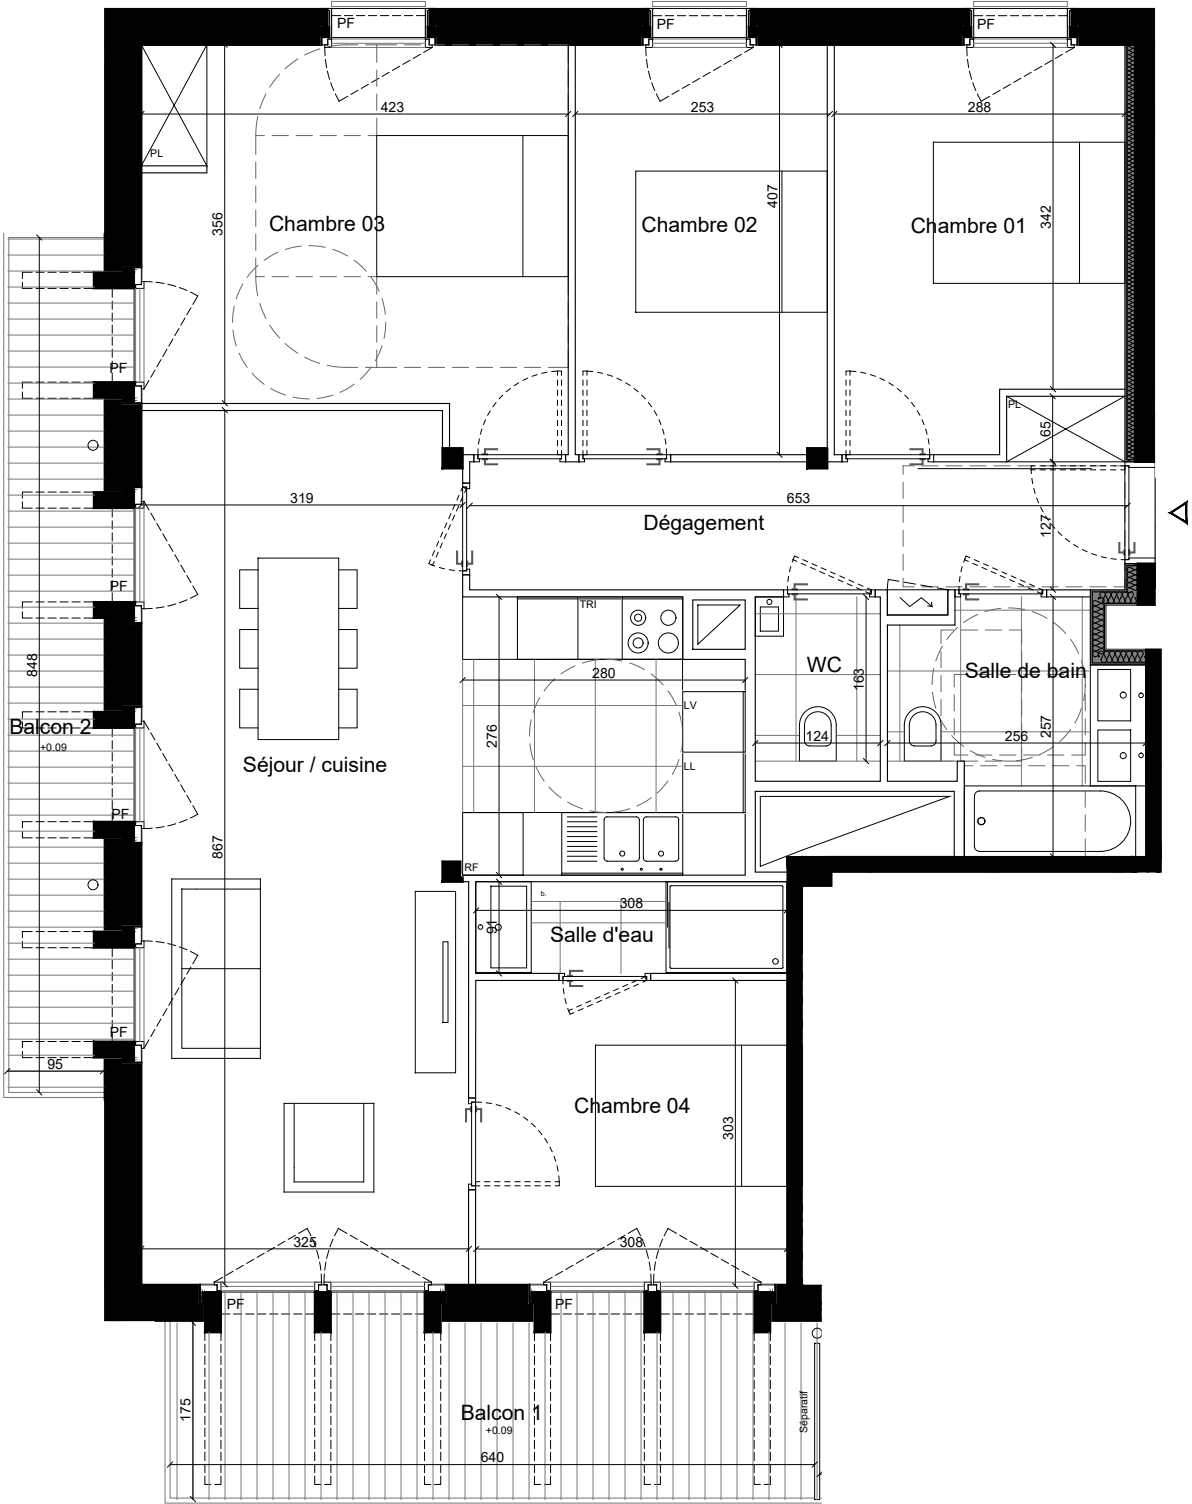 PF
PF
PF
423
253
288
PL
356
Chambre 03
407
Chambre 02
342
Chambre 01
PF
PL
65
319
653
Dégagement
127
PF
TRI
848
280
WC
163
Salle de bain
LV
Balcon 2
+0.09
276
124
256
257
Séjour / cuisine
LL
PF
867
RF
b.
308
91
Salle d'eau
PF
95
Chambre 04
303
325
308
PF
PF
175
Balcon 1
+0.09
Séparatif
640